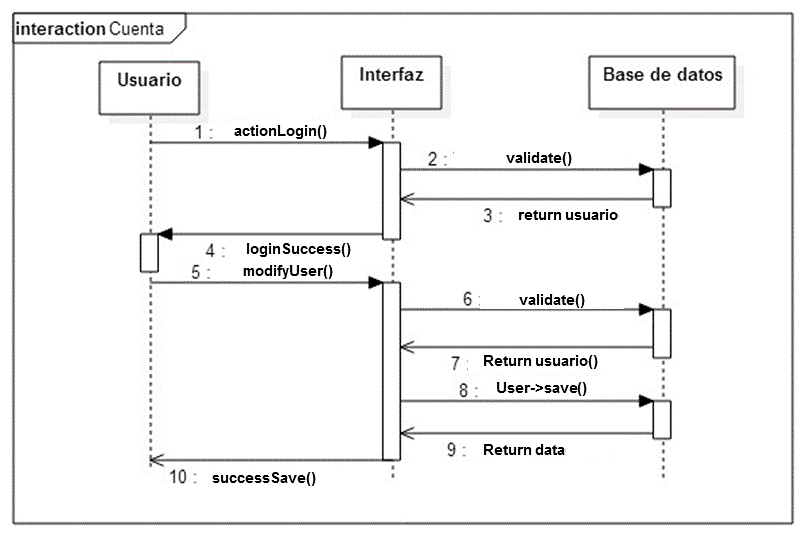 interaction Cuenta
Usuario
Interfaz
Base de datos
1 : actionLogin()
2 : validate()
3 : return usuario
4 : loginSuccess()
5 : modifyUser()
6 : validate()
7 : Return usuario()
8 : User->save()
9 : Return data
10 : successSave()